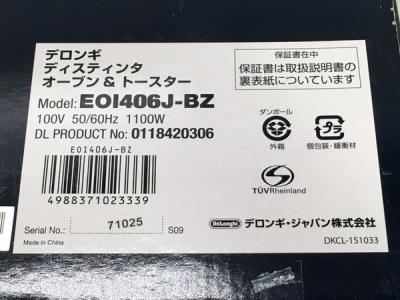 デロンギ
ディスティンタ
オーブン&トースター
Model: EOI406J-BZ
100V 50/60Hz 1100W
DL PRODUCT No: 0118420306
EOI406J-BZ
4988371023339
Serial No.: 71025 S09
Made in China
保証書在中
保証書は取扱説明書の
裏表紙についています
ダンボール
外箱
プラ
個包装・緩衝材
TÜVRheinland
DeLonghi
デロンギ・ジャパン株式会社
DKCL-151033